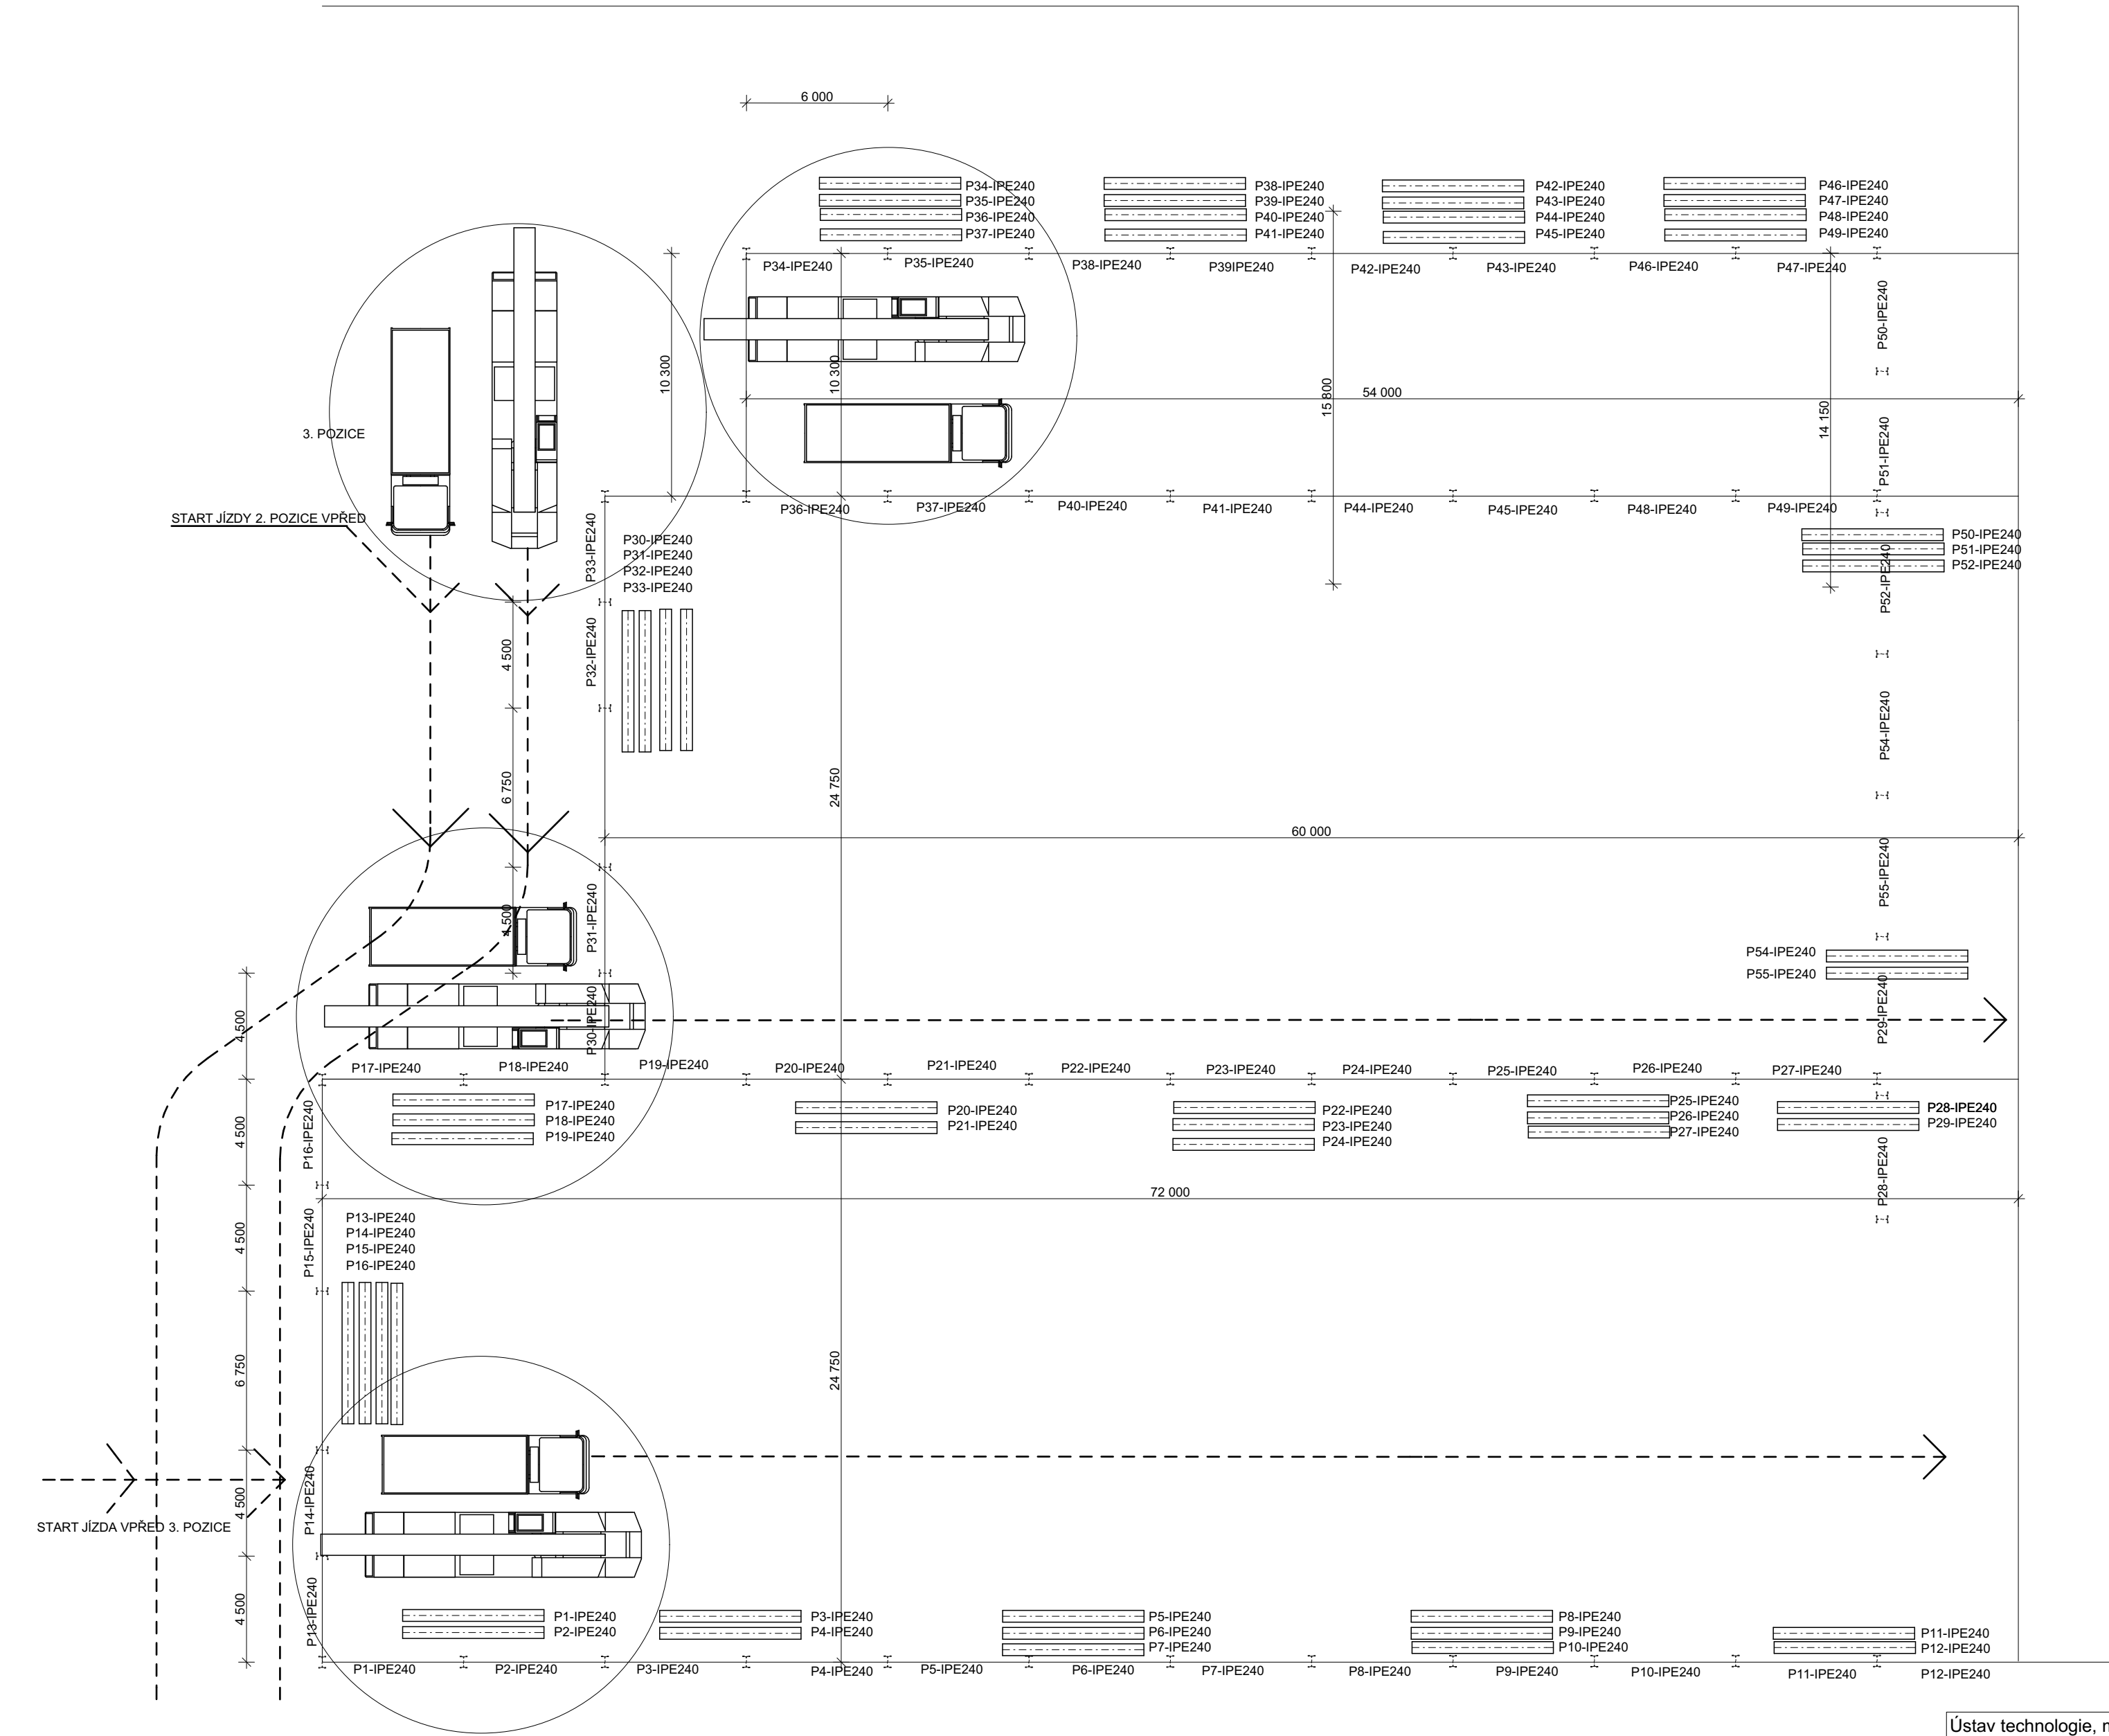 6 000
P34-IPE240
P35-IPE240
P36-IPE240
P37-IPE240
P38-IPE240
P39-IPE240
P40-IPE240
P41-IPE240
P42-IPE240
P43-IPE240
P44-IPE240
P45-IPE240
P46-IPE240
P47-IPE240
P48-IPE240
P49-IPE240
P34-IPE240
P35-IPE240
P38-IPE240
P39IPE240
P42-IPE240
P43-IPE240
P46-IPE240
P47-IPE240
P50-IPE240
10 300
10 300
15 800
54 000
14 150
3. POZICE
P51-IPE240
START JÍZDY 2. POZICE VPŘED
P36-IPE240
P37-IPE240
P40-IPE240
P41-IPE240
P44-IPE240
P45-IPE240
P48-IPE240
P49-IPE240
P33-IPE240
P30-IPE240
P31-IPE240
P32-IPE240
P33-IPE240
P50-IPE240
P51-IPE240
P52-IPE240
P52-IPE240
4 500
P32-IPE240
P54-IPE240
6 750
24 750
60 000
P55-IPE240
4 500
P31-IPE240
P54-IPE240
P55-IPE240
4 500
P30-IPE240
P29-IPE240
P17-IPE240
P18-IPE240
P19-IPE240
P20-IPE240
P21-IPE240
P22-IPE240
P23-IPE240
P24-IPE240
P25-IPE240
P26-IPE240
P27-IPE240
P17-IPE240
P18-IPE240
P19-IPE240
P20-IPE240
P21-IPE240
P22-IPE240
P23-IPE240
P24-IPE240
P25-IPE240
P26-IPE240
P27-IPE240
P28-IPE240
P29-IPE240
4 500
P16-IPE240
P28-IPE240
72 000
4 500
P15-IPE240
P13-IPE240
P14-IPE240
P15-IPE240
P16-IPE240
6 750
24 750
4 500
P14-IPE240
START JÍZDA VPŘED 3. POZICE
4 500
P13-IPE240
P1-IPE240
P2-IPE240
P3-IPE240
P4-IPE240
P5-IPE240
P6-IPE240
P7-IPE240
P8-IPE240
P9-IPE240
P10-IPE240
P11-IPE240
P12-IPE240
P1-IPE240
P2-IPE240
P3-IPE240
P4-IPE240
P5-IPE240
P6-IPE240
P7-IPE240
P8-IPE240
P9-IPE240
P10-IPE240
P11-IPE240
P12-IPE240
Ústav technologie,